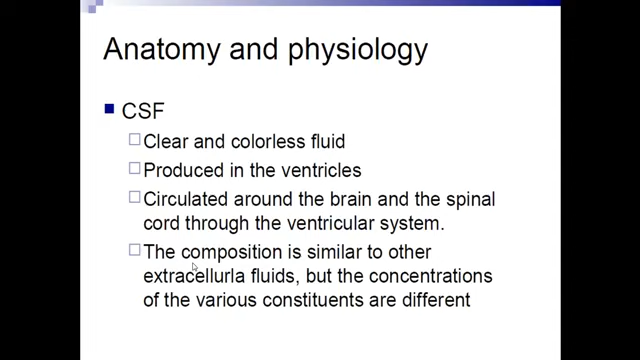 Anatomy and physiology
CSF
Clear and colorless fluid
Produced in the ventricles
Circulated around the brain and the spinal
cord through the ventricular system.
The composition is similar to other
extracellurla fluids, but the concentrations
of the various constituents are different